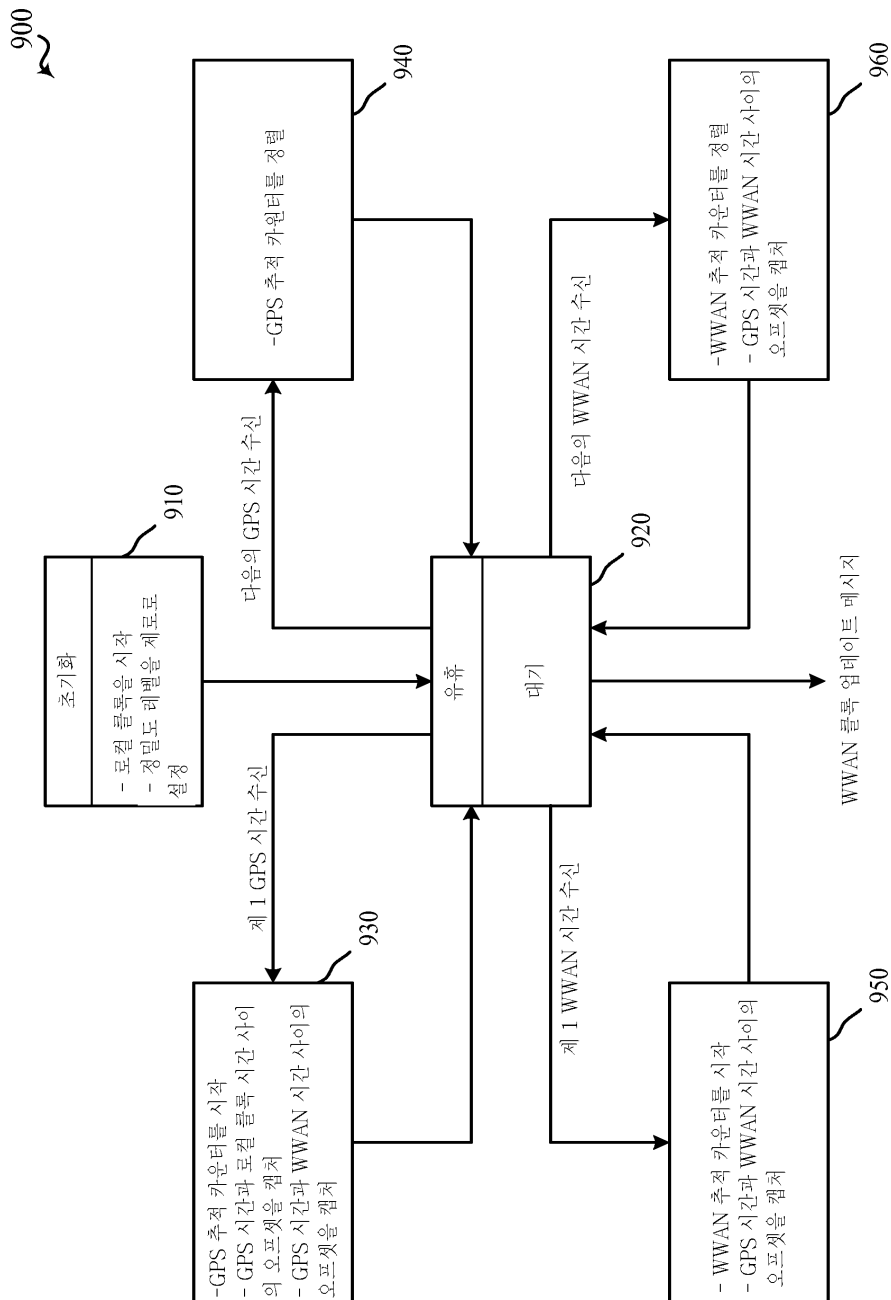 900
초기화
- 로컬 클록을 시작
- 정밀도 레벨을 제로로
설정
910
제 1 GPS 시간 수신
다음의 GPS 시간 수신
-GPS 추적 카운터를 시작
- GPS 시간과 로컬 클록 시간 사이
의 오프셋을 캡처
- GPS 시간과 WWAN 시간 사이의
오프셋을 캡처
930
-GPS 추적 카운터를 정렬
940
유휴
대기
920
제 1 WWAN 시간 수신
다음의 WWAN 시간 수신
- WWAN 추적 카운터를 시작
- GPS 시간과 WWAN 시간 사이의
오프셋을 캡처
950
-WWAN 추적 카운터를 정렬
- GPS 시간과 WWAN 시간 사이의
오프셋을 캡처
960
WWAN 클록 업데이트 메시지